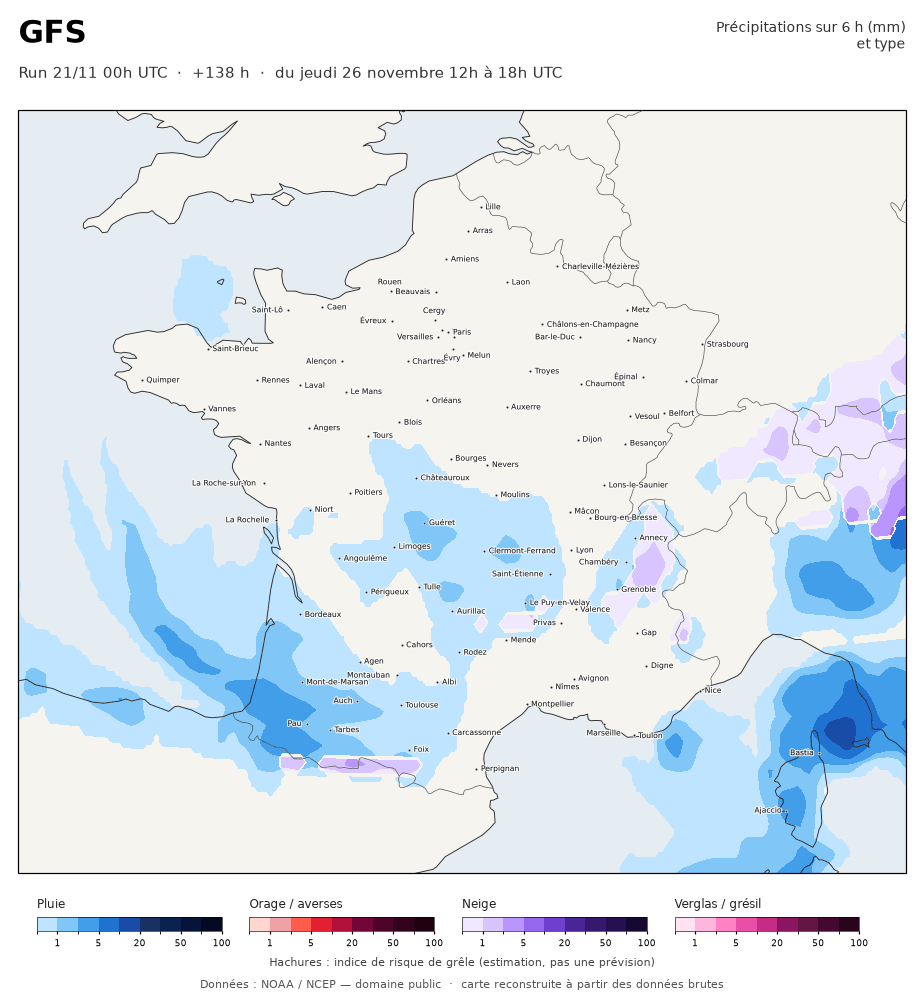 GFS
Précipitations sur 6 h (mm)
et type
Run 21/11 00h UTC · +138 h · du jeudi 26 novembre 12h à 18h UTC
Lille
Arras
Amiens
Charleville-Mézières
Rouen
Beauvais
Laon
Saint-Lô
Caen
Cergy
Metz
Évreux
Châlons-en-Champagne
Versailles
Paris
Bar-le-Duc
Nancy
Strasbourg
Saint-Brieuc
Alençon
Chartres
Évry
Melun
Quimper
Rennes
Laval
Le Mans
Troyes
Chaumont
Épinal
Colmar
Vannes
Orléans
Auxerre
Vesoul
Belfort
Angers
Blois
Nantes
Tours
Dijon
Besançon
Bourges
Nevers
La Roche-sur-Yon
Châteauroux
Lons-le-Saunier
Poitiers
Moulins
Niort
Mâcon
La Rochelle
Guéret
Bourg-en-Bresse
Annecy
Limoges
Angoulême
Clermont-Ferrand
Lyon
Chambéry
Saint-Étienne
Périgueux
Tulle
Grenoble
Bordeaux
Aurillac
Le Puy-en-Velay
Valence
Privas
Gap
Cahors
Rodez
Mende
Agen
Digne
Montauban
Mont-de-Marsan
Albi
Avignon
Nîmes
Nice
Auch
Toulouse
Montpellier
Pau
Tarbes
Carcassonne
Marseille
Toulon
Foix
Bastia
Perpignan
Ajaccio
Pluie
Orage / averses
Neige
Verglas / grésil
1 5 20 50 100
1 5 20 50 100
1 5 20 50 100
1 5 20 50 100
Hachures : indice de risque de grêle (estimation, pas une prévision)
Données : NOAA / NCEP — domaine public · carte reconstruite à partir des données brutes